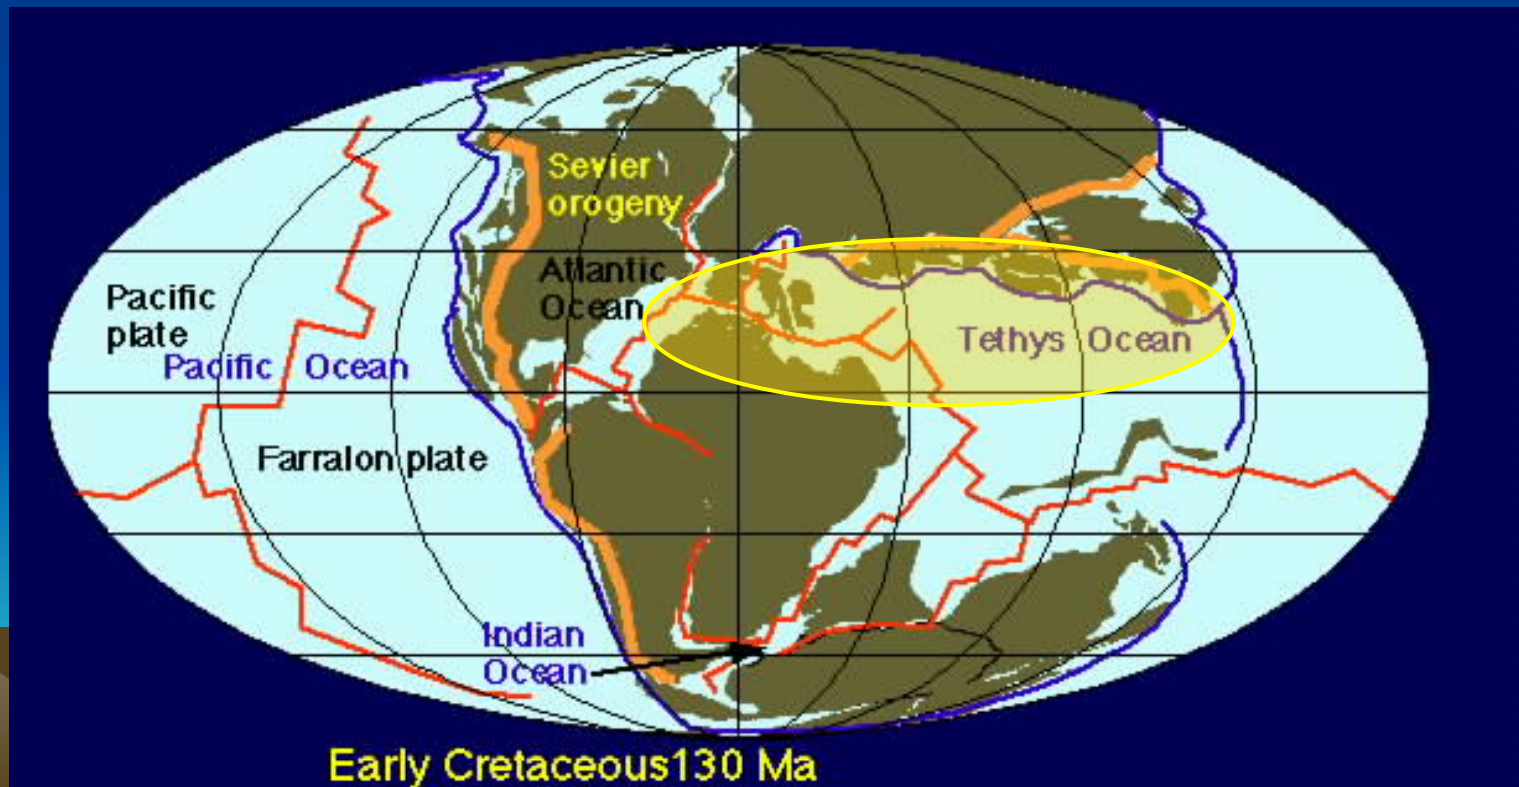 Sevier
orogeny
Atlantic
Ocean
Pacific
plate
Pacific Ocean
Tethys Ocean
Farralon plate
Indian
Ocean
Early Cretaceous130 Ma